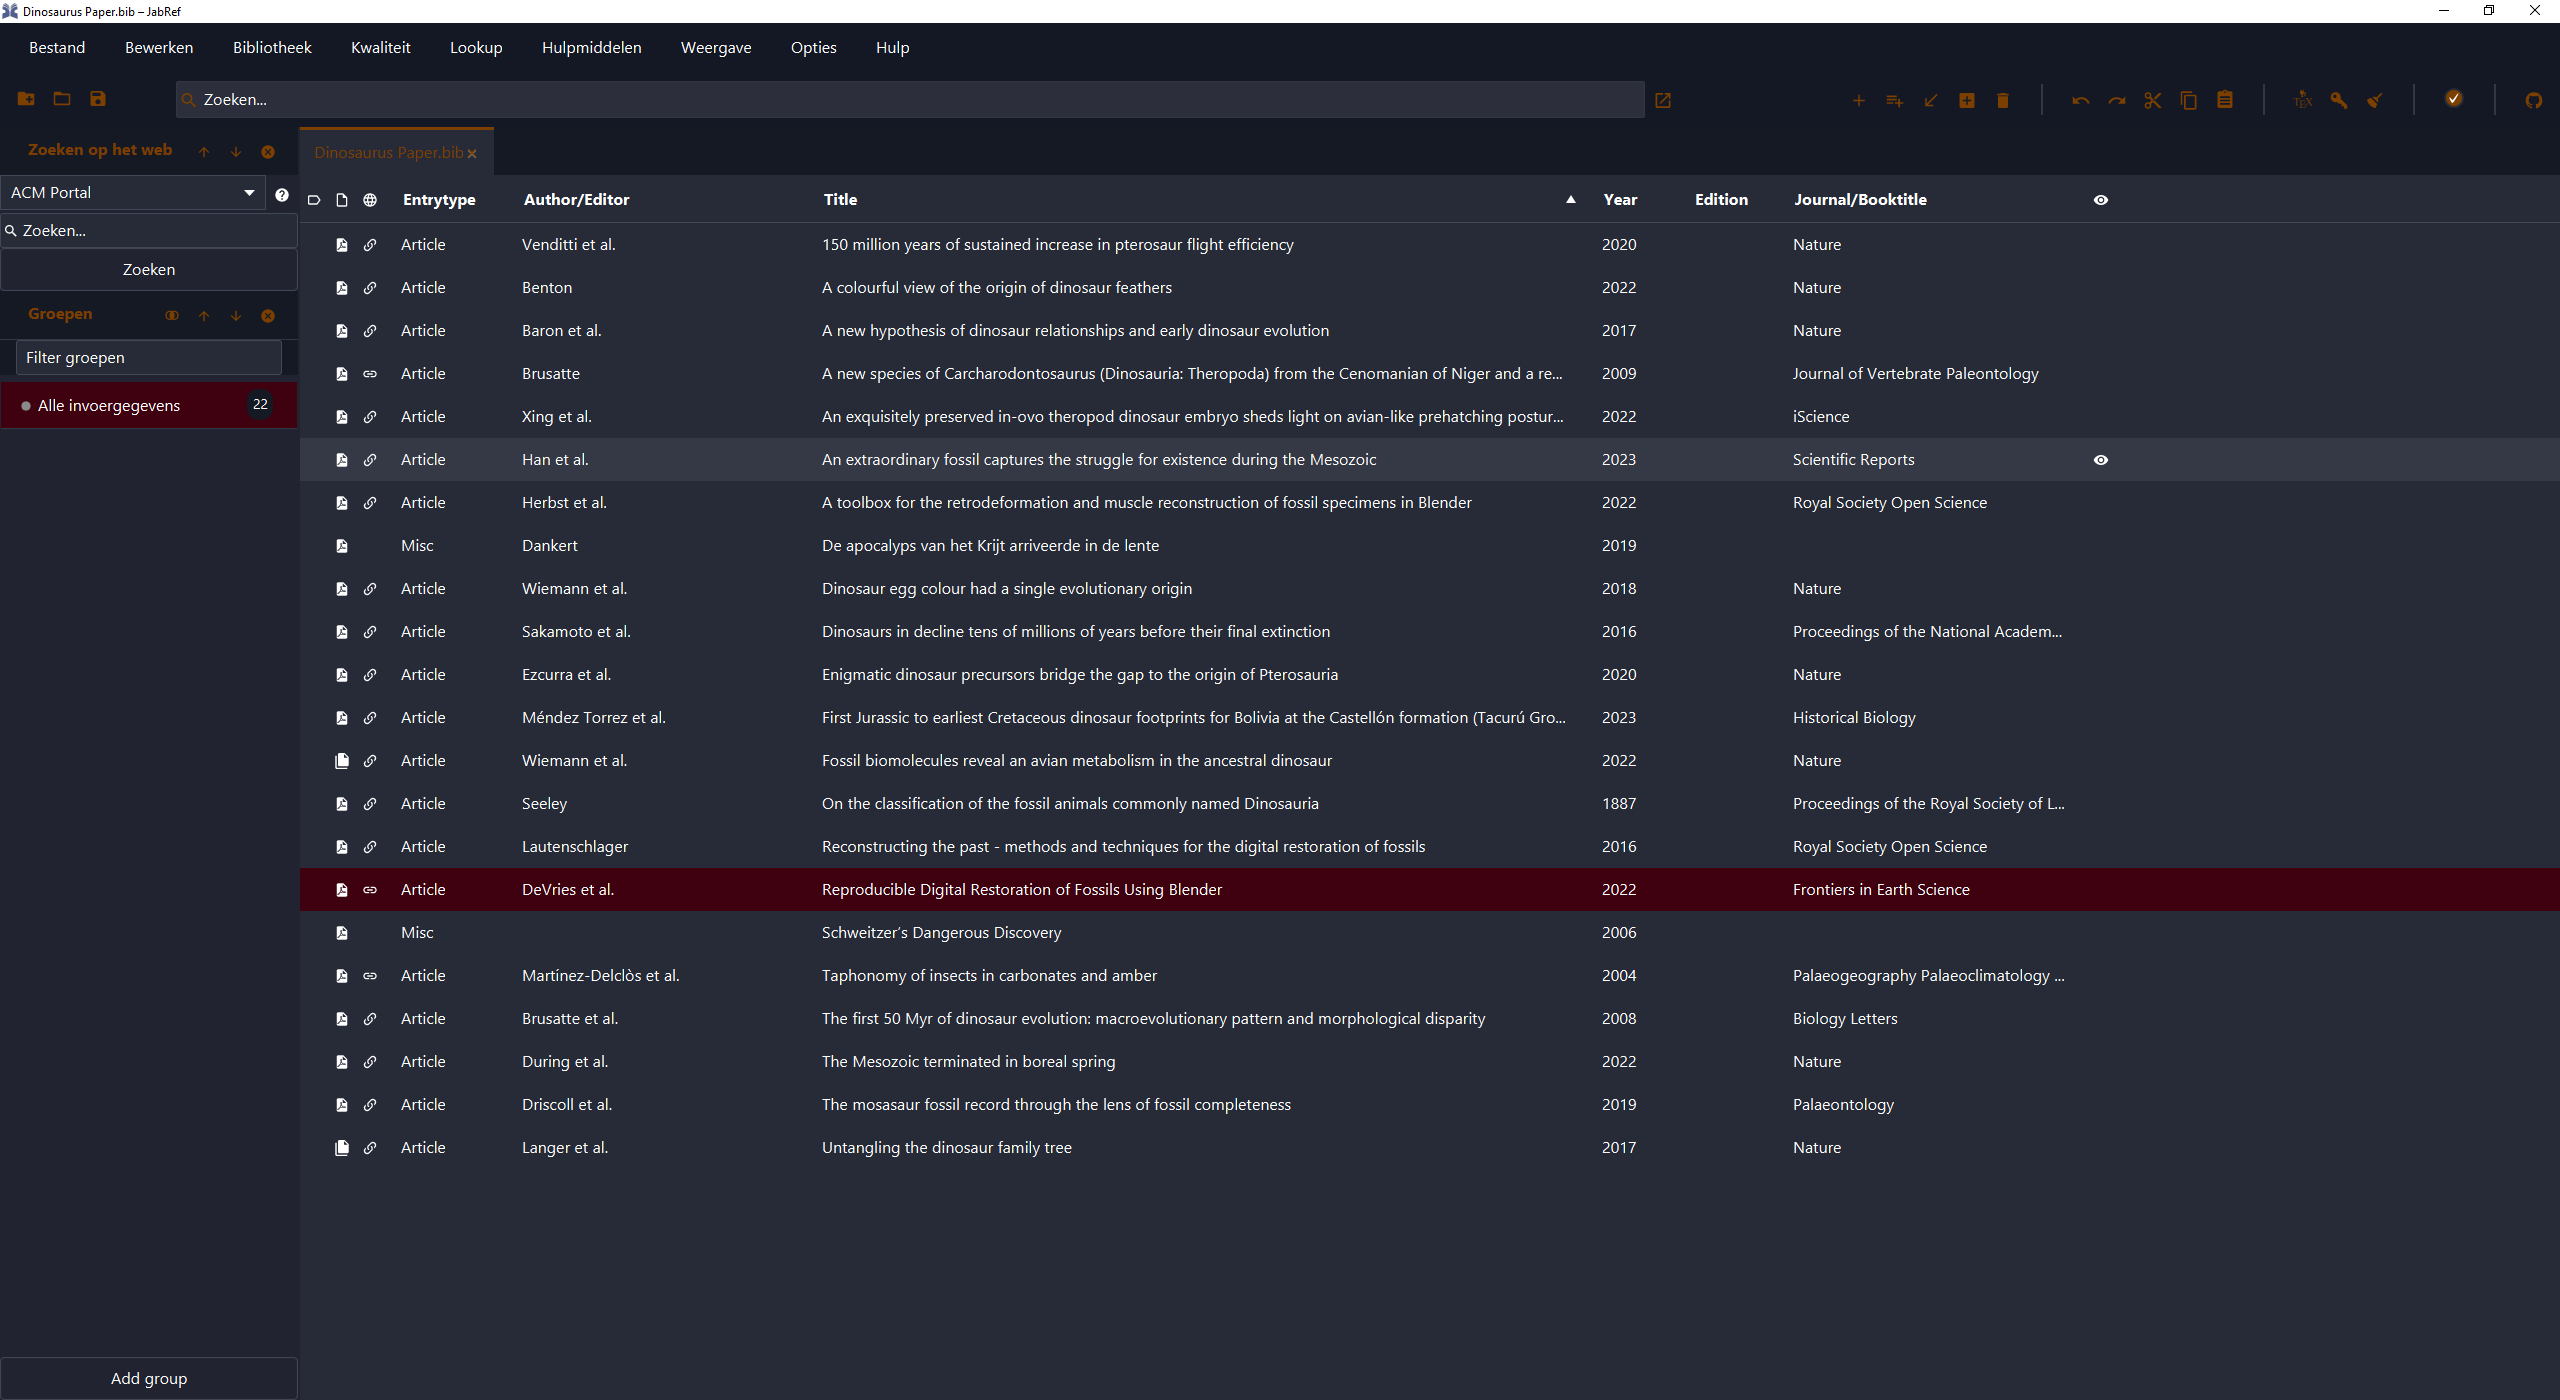 Dinosaurus Paper.bib – JabRef
Bestand Bewerken Bibliotheek Kwaliteit Lookup Hulpmiddelen Weergave Opties Hulp
Zoeken...
Zoeken op het web
Dinosaurus Paper.bib
ACM Portal
Zoeken...
Zoeken
Groepen
Filter groepen
Alle invoergegevens 22
Add group
Entrytype Author/Editor Title Year Edition Journal/Booktitle
Article Venditti et al. 150 million years of sustained increase in pterosaur flight efficiency 2020 Nature
Article Benton A colourful view of the origin of dinosaur feathers 2022 Nature
Article Baron et al. A new hypothesis of dinosaur relationships and early dinosaur evolution 2017 Nature
Article Brusatte A new species of Carcharodontosaurus (Dinosauria: Theropoda) from the Cenomanian of Niger and a re... 2009 Journal of Vertebrate Paleontology
Article Xing et al. An exquisitely preserved in-ovo theropod dinosaur embryo sheds light on avian-like prehatching postur... 2022 iScience
Article Han et al. An extraordinary fossil captures the struggle for existence during the Mesozoic 2023 Scientific Reports
Article Herbst et al. A toolbox for the retrodeformation and muscle reconstruction of fossil specimens in Blender 2022 Royal Society Open Science
Misc Dankert De apocalyps van het Krijt arriveerde in de lente 2019
Article Wiemann et al. Dinosaur egg colour had a single evolutionary origin 2018 Nature
Article Sakamoto et al. Dinosaurs in decline tens of millions of years before their final extinction 2016 Proceedings of the National Academ...
Article Ezcurra et al. Enigmatic dinosaur precursors bridge the gap to the origin of Pterosauria 2020 Nature
Article Méndez Torrez et al. First Jurassic to earliest Cretaceous dinosaur footprints for Bolivia at the Castellón formation (Tacurú Gro... 2023 Historical Biology
Article Wiemann et al. Fossil biomolecules reveal an avian metabolism in the ancestral dinosaur 2022 Nature
Article Seeley On the classification of the fossil animals commonly named Dinosauria 1887 Proceedings of the Royal Society of L...
Article Lautenschlager Reconstructing the past - methods and techniques for the digital restoration of fossils 2016 Royal Society Open Science
Article DeVries et al. Reproducible Digital Restoration of Fossils Using Blender 2022 Frontiers in Earth Science
Misc Schweitzer’s Dangerous Discovery 2006
Article Martínez-Delclòs et al. Taphonomy of insects in carbonates and amber 2004 Palaeogeography Palaeoclimatology ...
Article Brusatte et al. The first 50 Myr of dinosaur evolution: macroevolutionary pattern and morphological disparity 2008 Biology Letters
Article During et al. The Mesozoic terminated in boreal spring 2022 Nature
Article Driscoll et al. The mosasaur fossil record through the lens of fossil completeness 2019 Palaeontology
Article Langer et al. Untangling the dinosaur family tree 2017 Nature